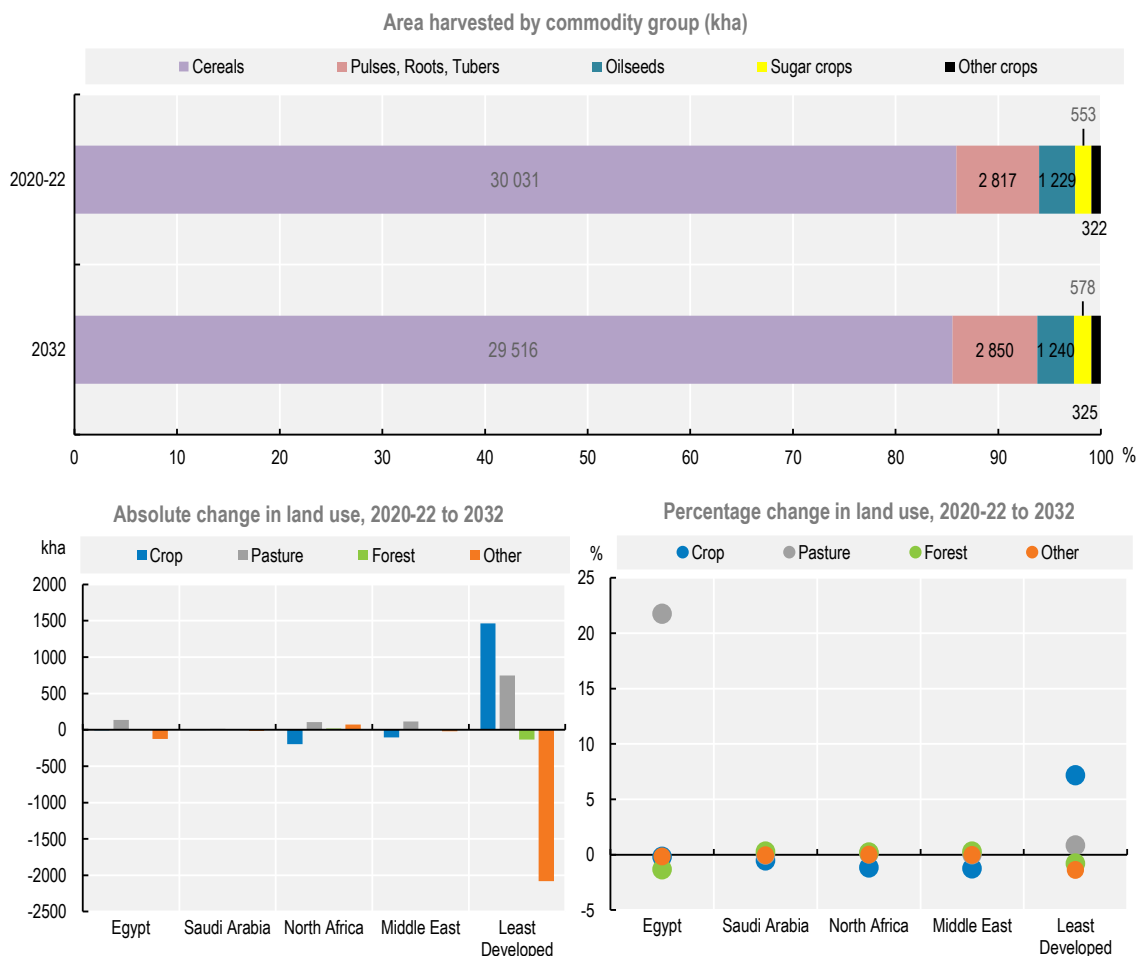 Area harvested by commodity group (kha)
Cereals Pulses, Roots, Tubers Oilseeds Sugar crops Other crops
553
2020-22 30 031 2 817 1 229
322
578
2032 29 516 2 850 1 240
325
0 10 20 30 40 50 60 70 80 90 100 %
Absolute change in land use, 2020-22 to 2032
kha
Crop Pasture Forest Other
2000
1500
1000
500
0
-500
-1000
-1500
-2000
-2500
Egypt Saudi Arabia North Africa Middle East Least
Developed
Percentage change in land use, 2020-22 to 2032
%
Crop Pasture Forest Other
25
20
15
10
5
0
-5
Egypt Saudi Arabia North Africa Middle East Least
Developed